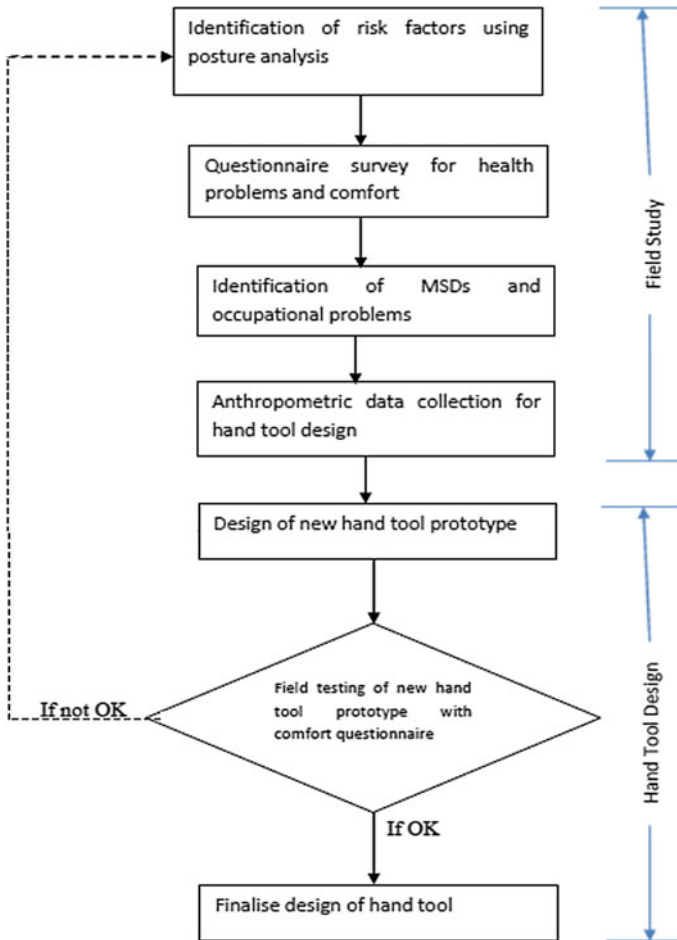 Identification of risk factors using
posture analysis
Questionnaire survey for health
problems and comfort
Identification of MSDs and
occupational problems
Anthropometric data collection for
hand tool design
Field Study
Design of new hand tool prototype
Field testing of new hand
tool prototype with
comfort questionnaire
If not OK
If OK
Finalise design of hand tool
Hand Tool Design